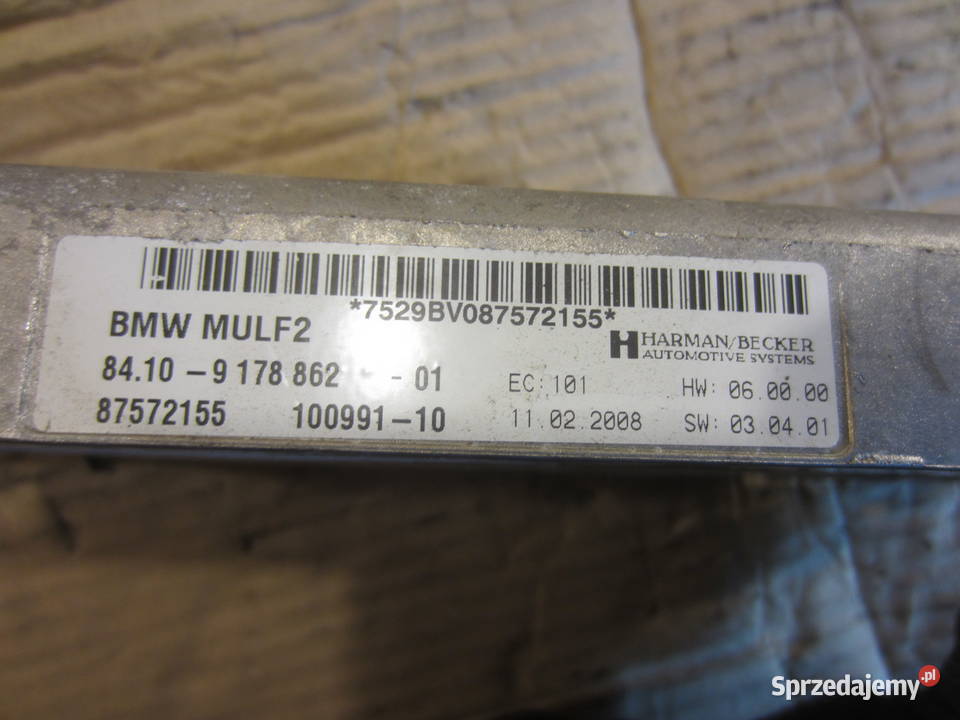 *7529BV087572155*
BMW MULF2
HARMAN/BECKER
AUTOMOTIVE SYSTEMS
84.10 - 9 178 862 - 01
EC: 101
HW: 06.00.00
87572155
100991-10
11.02.2008
SW: 03.04.01
Sprzedajemy.pl